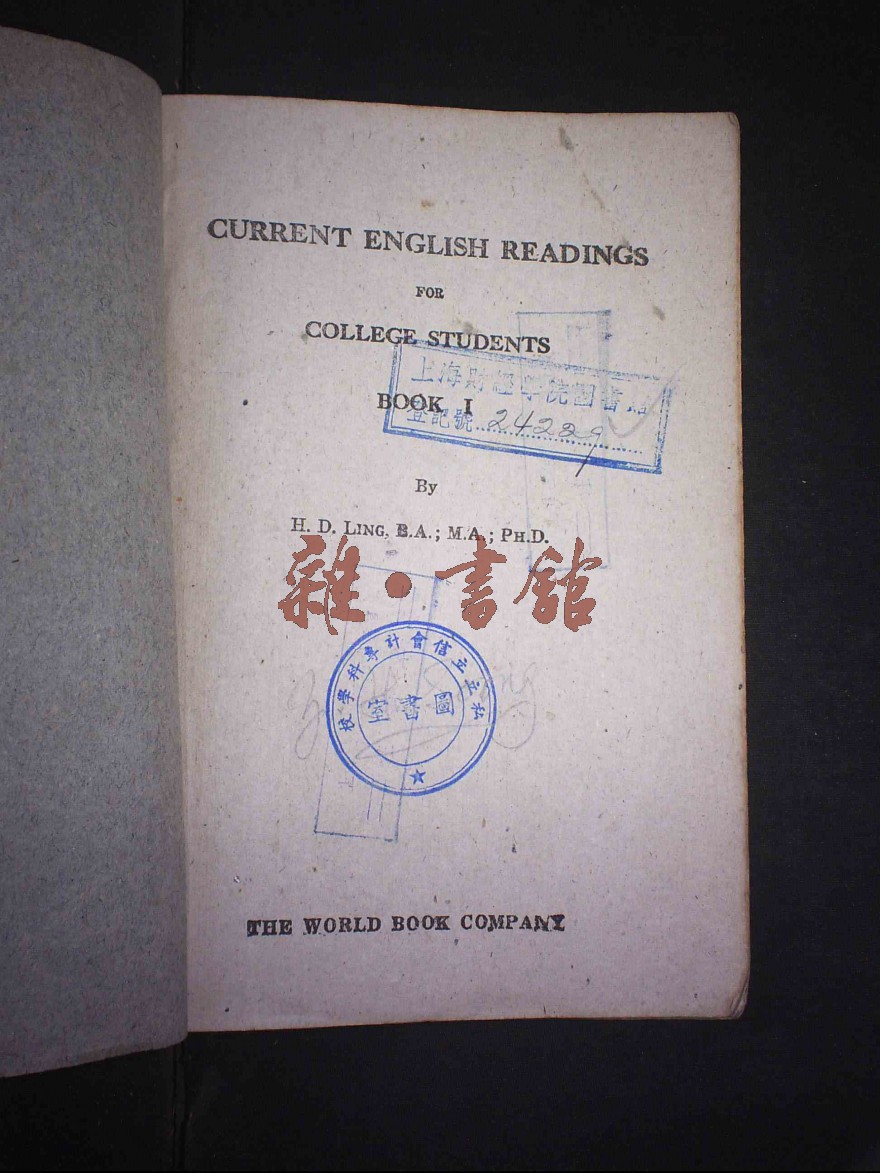 CURRENT ENGLISH READINGS
FOR
COLLEGE STUDENTS
BOOK I
上海財經學院圖書館
登記號 24229
By
H. D. LING, B.A.; M.A.; PH.D.
雜·書館
私立立信會計專科學校
圖書室
THE WORLD BOOK COMPANY